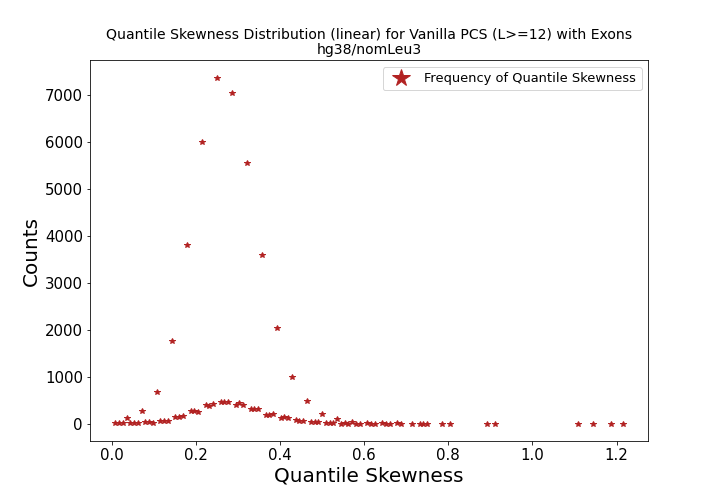 Quantile Skewness Distribution (linear) for Vanilla PCS (L>=12) with Exons
hg38/nomLeu3
Frequency of Quantile Skewness
7000
6000
5000
4000
3000
2000
1000
0
Counts
0.0 0.2 0.4 0.6 0.8 1.0 1.2
Quantile Skewness